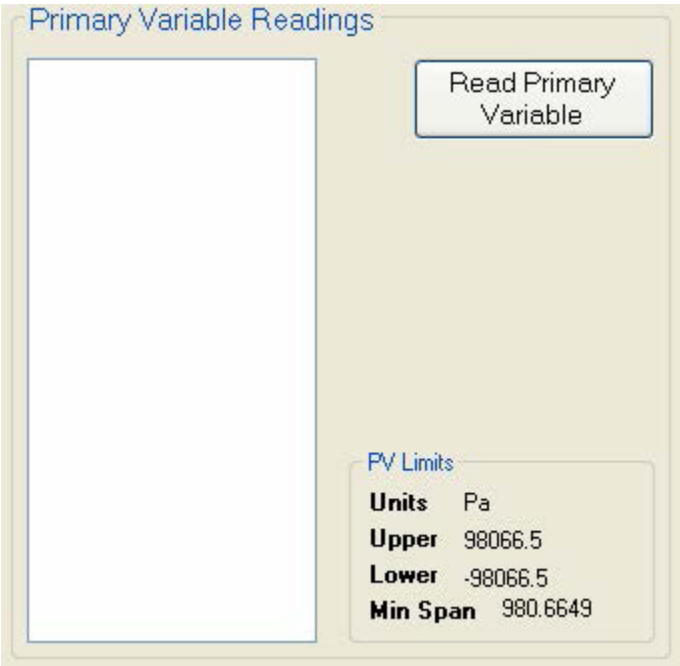 Primary Variable Readings
Read Primary
Variable
PV Limits
Units Pa
Upper 98066.5
Lower -98066.5
Min Span 980.6649